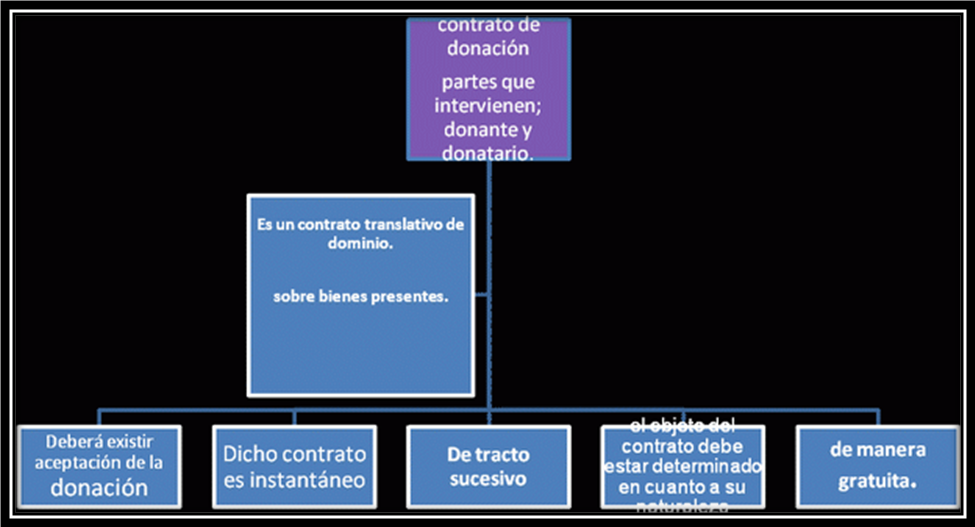 contrato de
donación
partes que
intervienen;
donante y
donatario.
Es un contrato translativo de
dominio.
sobre bienes presentes.
Deberá existir
aceptación de la
donación
Dicho contrato
es instantáneo
De tracto
sucesivo
el objeto del
contrato debe
estar determinado
en cuanto a su
naturaleza
de manera
gratuita.